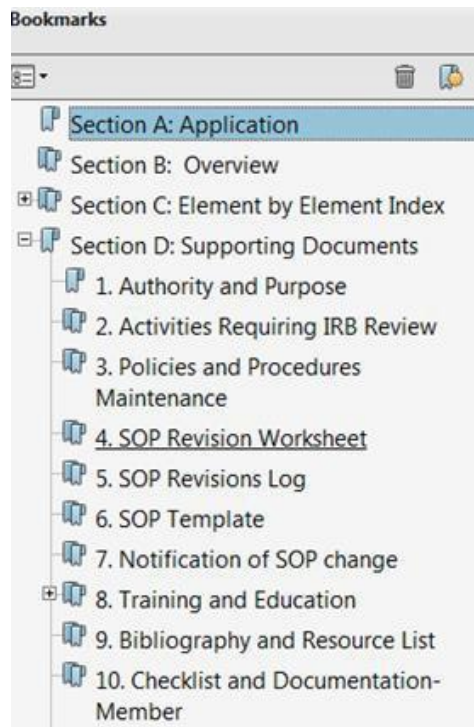 Bookmarks
Section A: Application
Section B:  Overview
Section C: Element by Element Index
Section D: Supporting Documents
1. Authority and Purpose
2. Activities Requiring IRB Review
3. Policies and Procedures
Maintenance
4. SOP Revision Worksheet
5. SOP Revisions Log
6. SOP Template
7. Notification of SOP change
8. Training and Education
9. Bibliography and Resource List
10. Checklist and Documentation-
Member